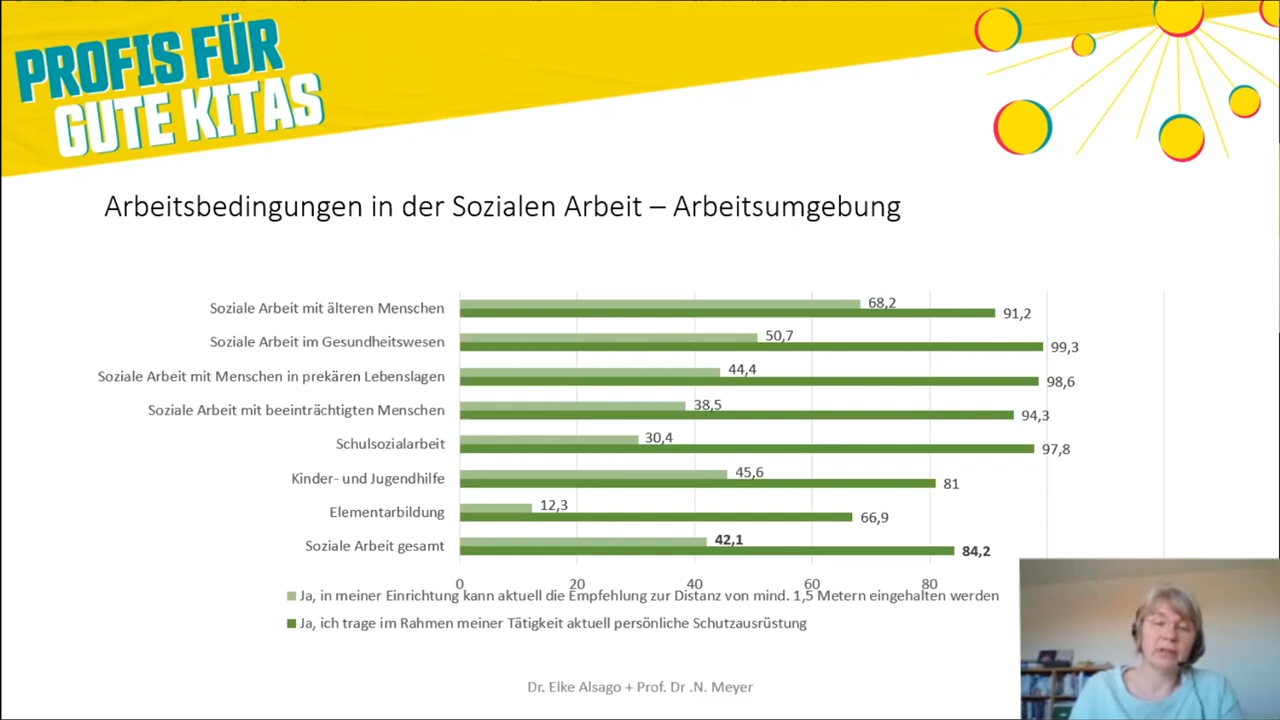 PROFIS FÜR
GUTE KITAS
Arbeitsbedingungen in der Sozialen Arbeit – Arbeitsumgebung
Soziale Arbeit mit älteren Menschen
68,2
91,2
Soziale Arbeit im Gesundheitswesen
50,7
99,3
Soziale Arbeit mit Menschen in prekären Lebenslagen
44,4
98,6
Soziale Arbeit mit beeinträchtigten Menschen
38,5
94,3
Schulsozialarbeit
30,4
97,8
Kinder- und Jugendhilfe
45,6
81
Elementarbildung
12,3
66,9
Soziale Arbeit gesamt
42,1
84,2
0 20 40 60 80
Ja, in meiner Einrichtung kann aktuell die Empfehlung zur Distanz von mind. 1,5 Metern eingehalten werden
Ja, ich trage im Rahmen meiner Tätigkeit aktuell persönliche Schutzausrüstung
Dr. Elke Alsago + Prof. Dr .N. Meyer